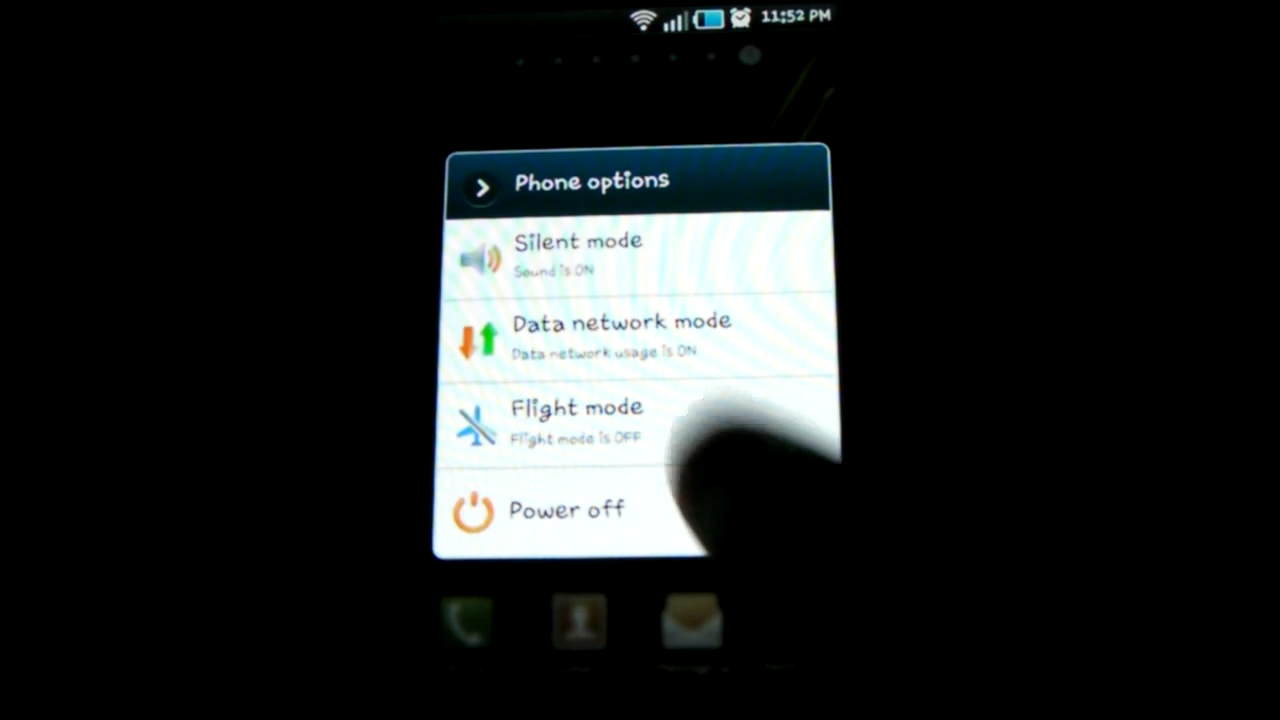 11:52 PM
Phone options
Silent mode
Sound is ON
Data network mode
Data network usage is ON
Flight mode
Flight mode is OFF
Power off